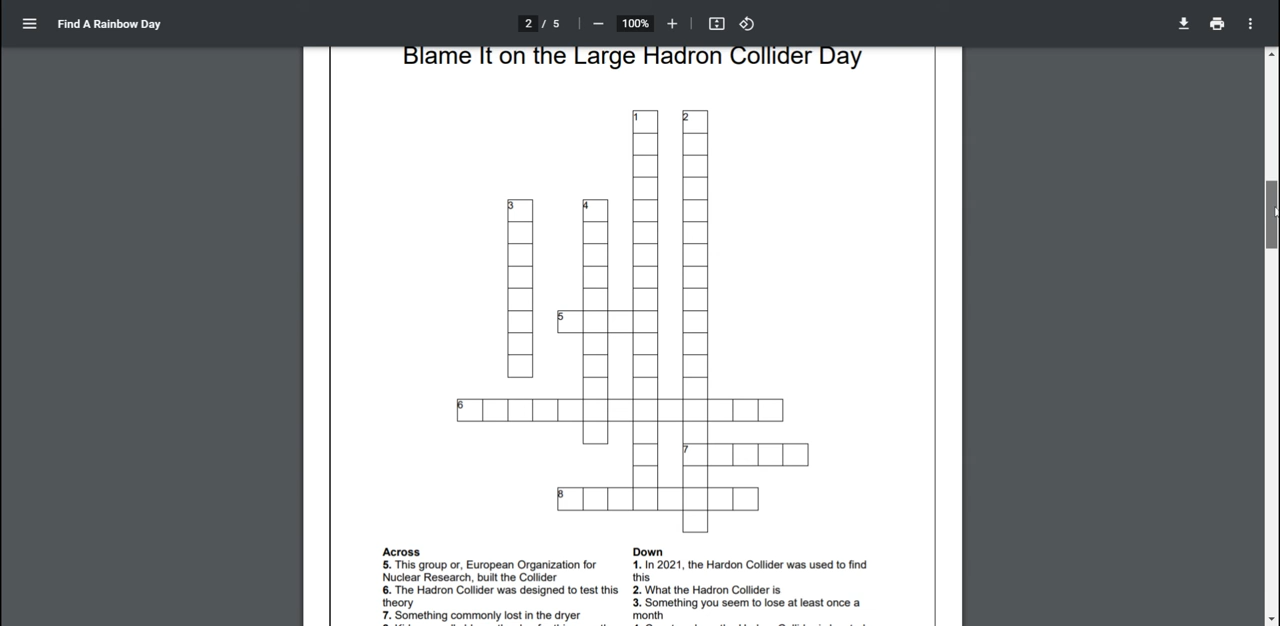 Find A Rainbow Day
2 / 5
100%
Blame It on the Large Hadron Collider Day
1
2
3
4
5
6
7
8
Across
5. This group or, European Organization for
Nuclear Research, built the Collider
6. The Hadron Collider was designed to test this
theory
7. Something commonly lost in the dryer
Down
1. In 2021, the Hardon Collider was used to find
this
2. What the Hadron Collider is
3. Something you seem to lose at least once a
month